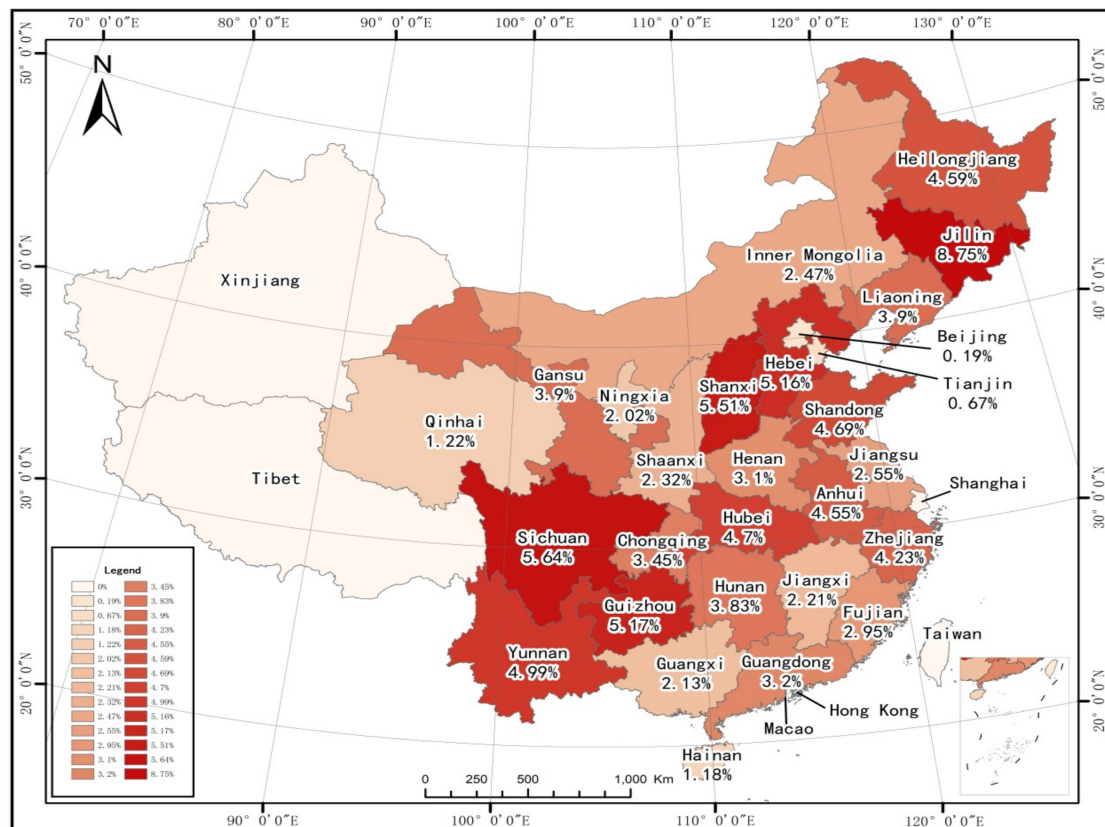 70° 0′0″E
80° 0′0″E
90° 0′0″E
100° 0′0″E
110° 0′0″E
120° 0′0″E
130° 0′0″E
50° 0′0″N
40° 0′0″N
30° 0′0″N
20° 0′0″N
50° 0′0″N
40° 0′0″N
30° 0′0″N
20° 0′0″N
N
Heilongjiang
4.59%
Jilin
8.75%
Inner Mongolia
2.47%
Liaoning
3.9%
Xinjiang
Beijing
0.19%
Hebei
5.16%
Tianjin
0.67%
Gansu
3.9%
Ningxia
2.02%
Shanxi
5.51%
Shandong
4.69%
Qinhai
1.22%
Shaanxi
2.32%
Henan
3.1%
Jiangsu
2.55%
Tibet
Shanghai
Anhui
4.55%
Hubei
4.7%
Sichuan
5.64%
Chongqing
3.45%
Zhejiang
4.23%
Hunan
3.83%
Jiangxi
2.21%
Guizhou
5.17%
Fujian
2.95%
Taiwan
Yunnan
4.99%
Guangxi
2.13%
Guangdong
3.2%
Hong Kong
Macao
Hainan
1.18%
Legend
0%
0.19%
0.67%
1.18%
1.22%
2.02%
2.13%
2.21%
2.32%
2.47%
2.55%
2.95%
3.1%
3.2%
3.45%
3.83%
3.9%
4.23%
4.55%
4.59%
4.69%
4.7%
4.99%
5.16%
5.17%
5.51%
5.64%
8.75%
0 250 500 1,000 Km
90° 0′0″E
100° 0′0″E
110° 0′0″E
120° 0′0″E